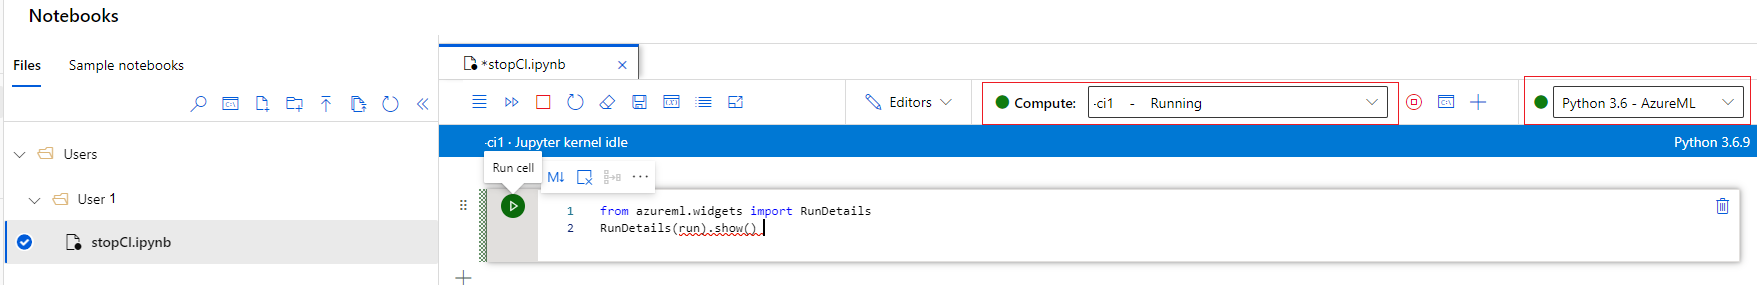 Notebooks
Files Sample notebooks
Users
User 1
stopCI.ipynb
*stopCI.ipynb
Editors
Compute: -ci1 - Running
Python 3.6 - AzureML
-ci1 · Jupyter kernel idle
Python 3.6.9
Run cell
M↓
1 from azureml.widgets import RunDetails
2 RunDetails(run).show()